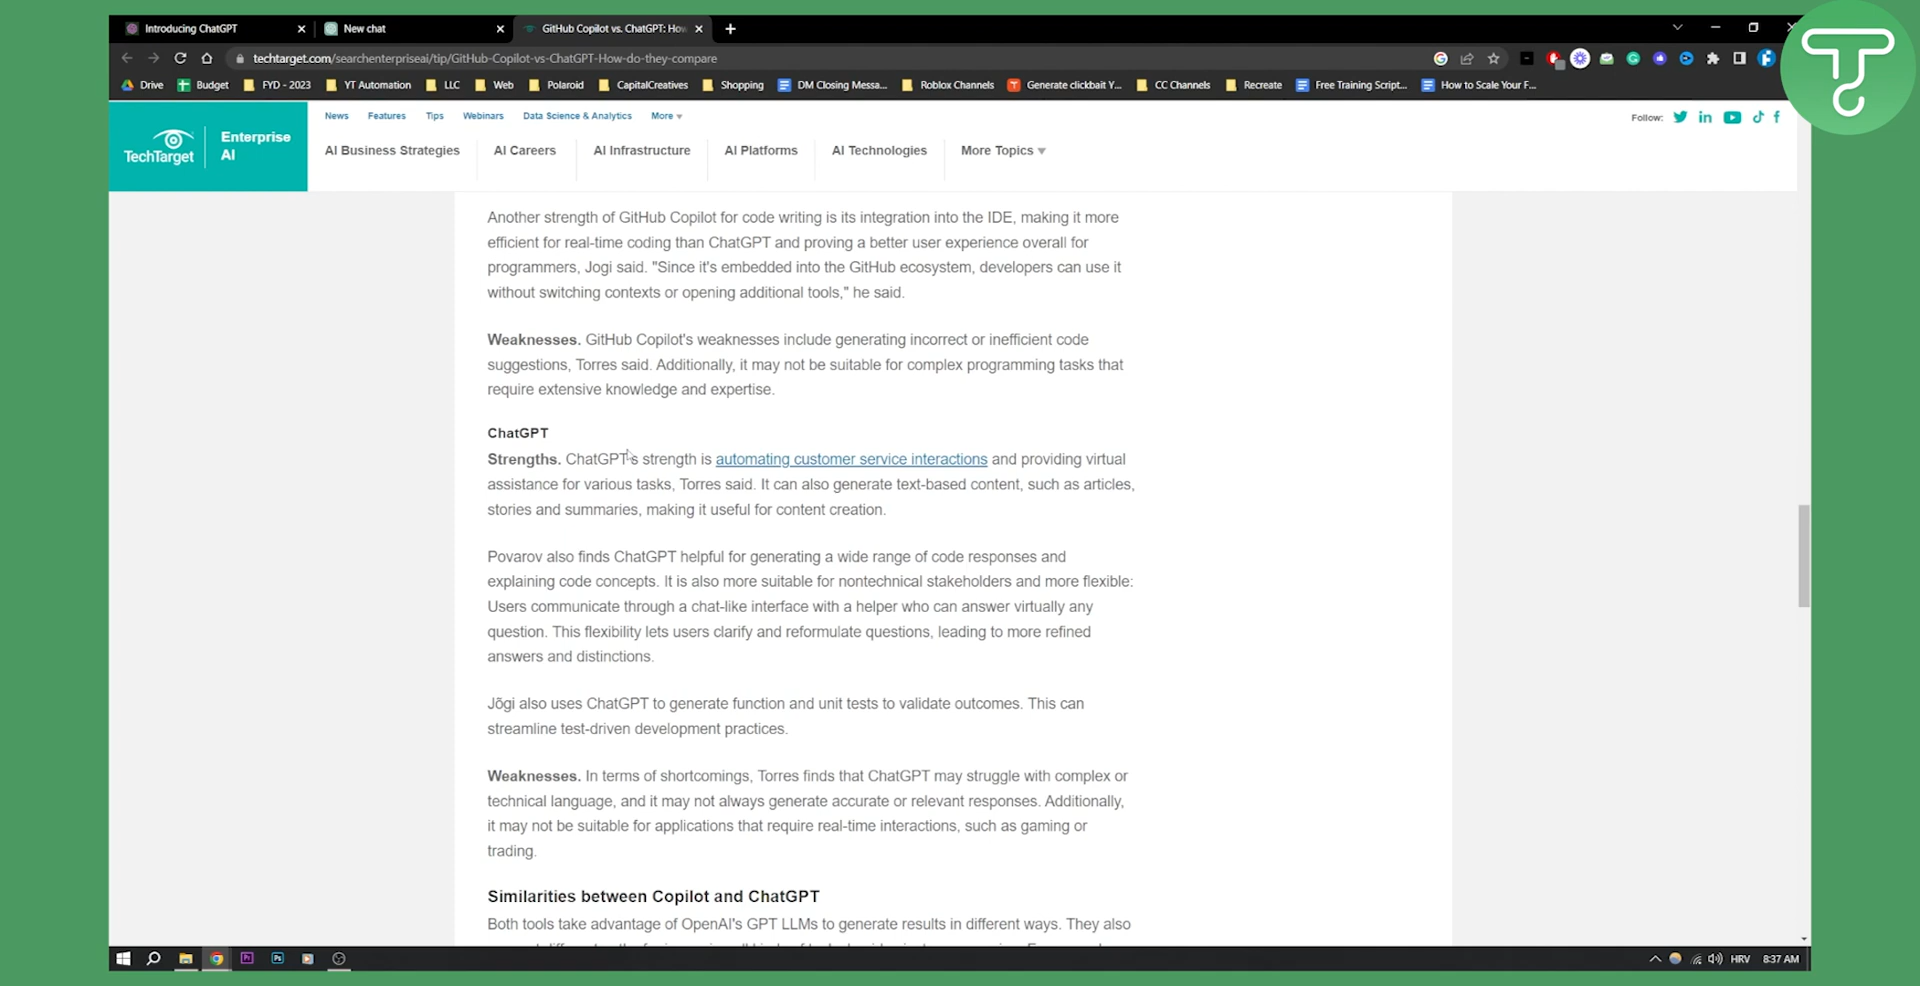 Introducing ChatGPT
New chat
GitHub Copilot vs. ChatGPT: How
techtarget.com/searchenterpriseai/tip/GitHub-Copilot-vs-ChatGPT-How-do-they-compare
Drive Budget FYD - 2023 YT Automation LLC Web Polaroid CapitalCreatives Shopping DM Closing Messa... Roblox Channels Generate clickbait Y... CC Channels Recreate Free Training Script... How to Scale Your F...
TechTarget Enterprise AI
News Features Tips Webinars Data Science & Analytics More
Follow:
AI Business Strategies AI Careers AI Infrastructure AI Platforms AI Technologies More Topics
Another strength of GitHub Copilot for code writing is its integration into the IDE, making it more
efficient for real-time coding than ChatGPT and proving a better user experience overall for
programmers, Jogi said. "Since it's embedded into the GitHub ecosystem, developers can use it
without switching contexts or opening additional tools," he said.
Weaknesses. GitHub Copilot's weaknesses include generating incorrect or inefficient code
suggestions, Torres said. Additionally, it may not be suitable for complex programming tasks that
require extensive knowledge and expertise.
ChatGPT
Strengths. ChatGPT's strength is automating customer service interactions and providing virtual
assistance for various tasks, Torres said. It can also generate text-based content, such as articles,
stories and summaries, making it useful for content creation.
Povarov also finds ChatGPT helpful for generating a wide range of code responses and
explaining code concepts. It is also more suitable for nontechnical stakeholders and more flexible:
Users communicate through a chat-like interface with a helper who can answer virtually any
question. This flexibility lets users clarify and reformulate questions, leading to more refined
answers and distinctions.
Jõgi also uses ChatGPT to generate function and unit tests to validate outcomes. This can
streamline test-driven development practices.
Weaknesses. In terms of shortcomings, Torres finds that ChatGPT may struggle with complex or
technical language, and it may not always generate accurate or relevant responses. Additionally,
it may not be suitable for applications that require real-time interactions, such as gaming or
trading.
Similarities between Copilot and ChatGPT
Both tools take advantage of OpenAI's GPT LLMs to generate results in different ways. They also
HRV 8:37 AM